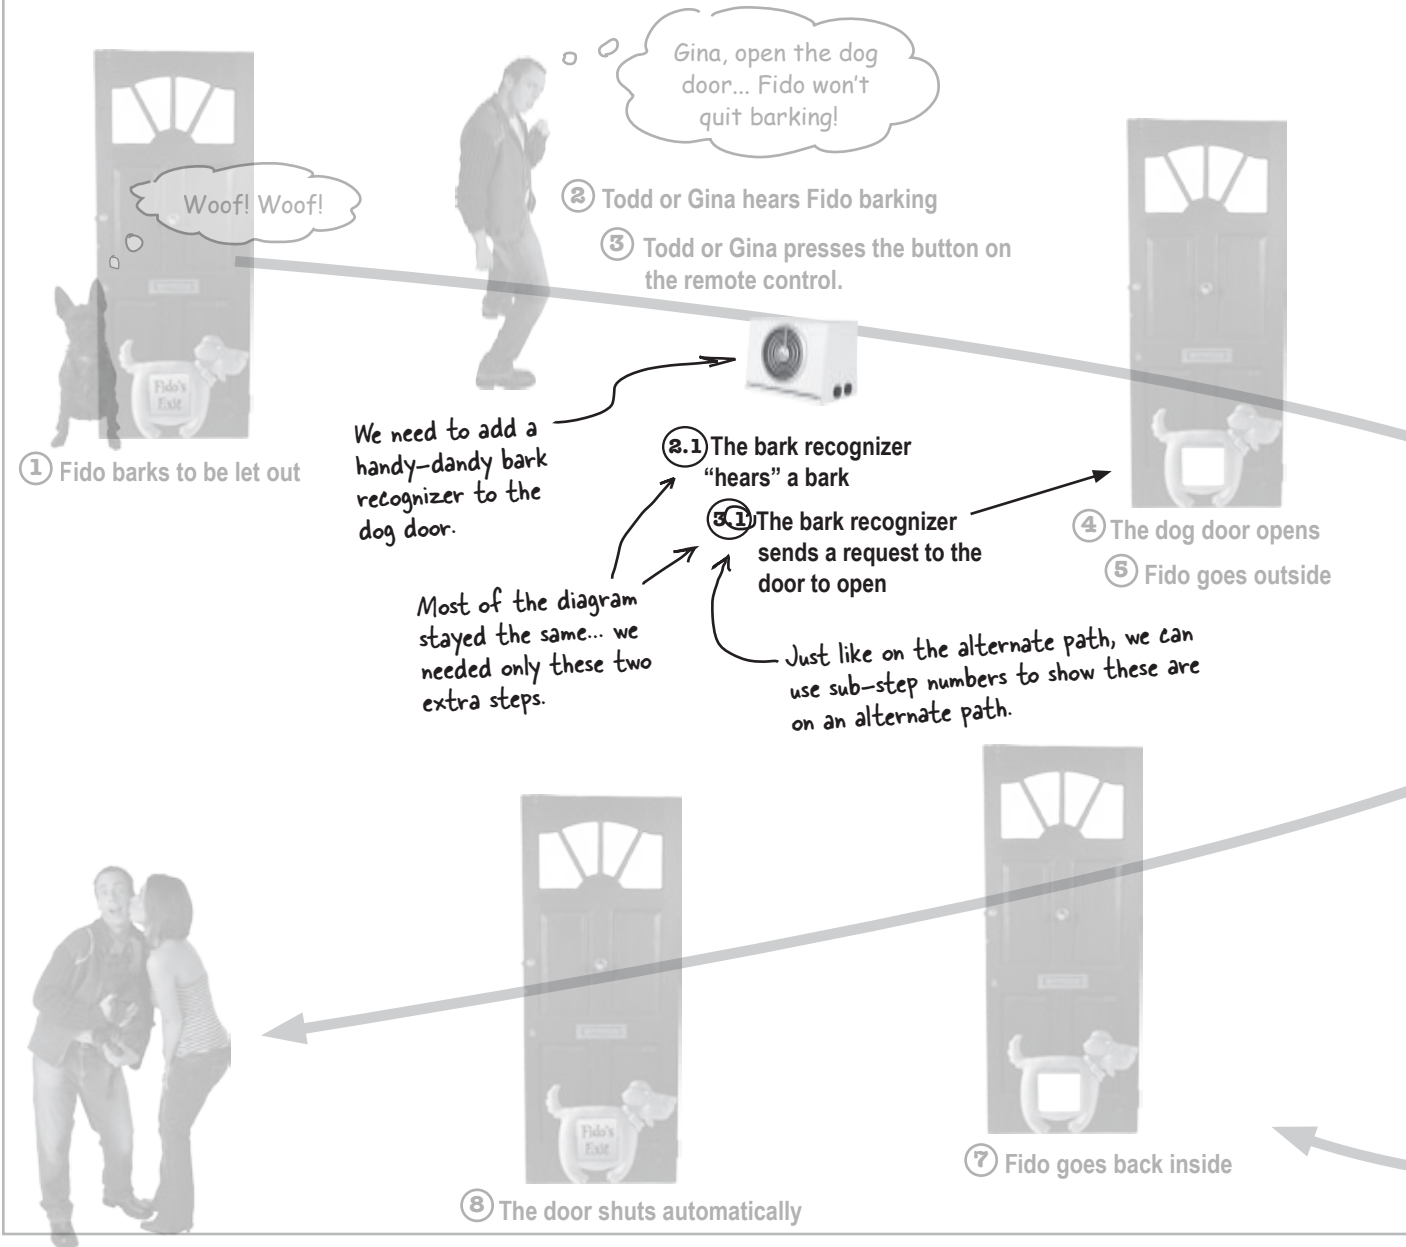 Gina, open the dog
door... Fido won't
quit barking!
Woof! Woof!
2 Todd or Gina hears Fido barking
3 Todd or Gina presses the button on
the remote control.
Fido's
Exit
1 Fido barks to be let out
We need to add a
handy-dandy bark
recognizer to the
dog door.
2.1 The bark recognizer
“hears” a bark
3.1 The bark recognizer
sends a request to the
door to open
4 The dog door opens
5 Fido goes outside
Most of the diagram
stayed the same... we
needed only these two
extra steps.
Just like on the alternate path, we can
use sub-step numbers to show these are
on an alternate path.
Fido's
Exit
7 Fido goes back inside
8 The door shuts automatically